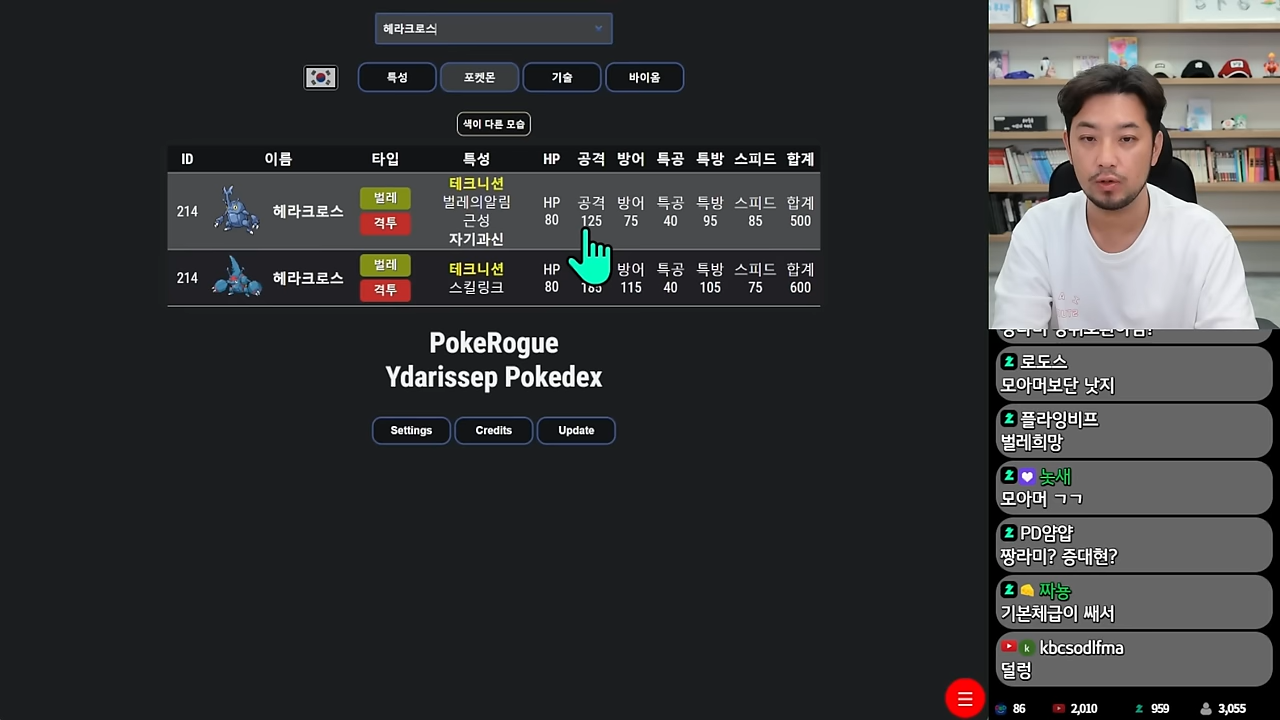 헤라크로스
특성
포켓몬
기술
바이옴
색이 다른 모습
ID 이름 타입 특성 HP 공격 방어 특공 특방 스피드 합계
테크니션
벌레
벌레의알림
HP 공격 방어 특공 특방 스피드 합계
214 헤라크로스
격투
근성
80 125 75 40 95 85 500
자기과신
벌레
테크니션
HP 방어 특공 특방 스피드 합계
214 헤라크로스
격투
스킬링크
80 165 115 40 105 75 600
PokeRogue
Ydarissep Pokedex
Settings
Credits
Update
로도스
모아머보단 낫지
플라잉비프
벌레희망
놋새
모아머 ㄱㄱ
PD얌얍
짱라미? 증대현?
짜뇽
기본체급이 쌔서
kbcsodlfma
덜렁
86 2,010 959 3,055